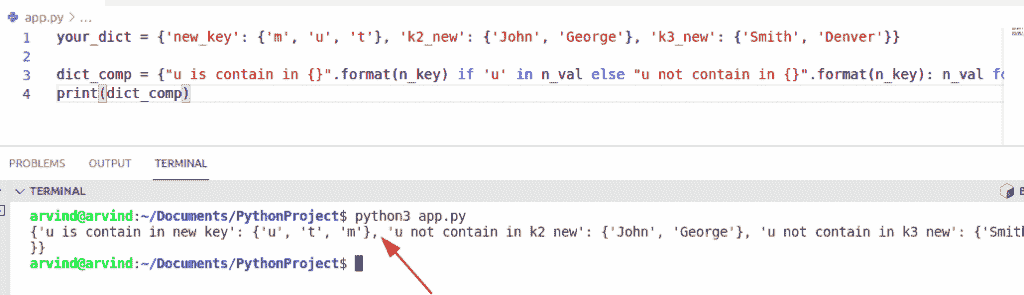 app.py > ...
1 your_dict = {'new_key': {'m', 'u', 't'}, 'k2_new': {'John', 'George'}, 'k3_new': {'Smith', 'Denver'}}
2
3 dict_comp = {"u is contain in {}".format(n_key) if 'u' in n_val else "u not contain in {}".format(n_key): n_val fo
4 print(dict_comp)
PROBLEMS OUTPUT TERMINAL
TERMINAL
arvind@arvind:~/Documents/PythonProject$ python3 app.py
{'u is contain in new key': {'u', 't', 'm'}, 'u not contain in k2 new': {'John', 'George'}, 'u not contain in k3 new': {'Smith
}}
arvind@arvind:~/Documents/PythonProject$